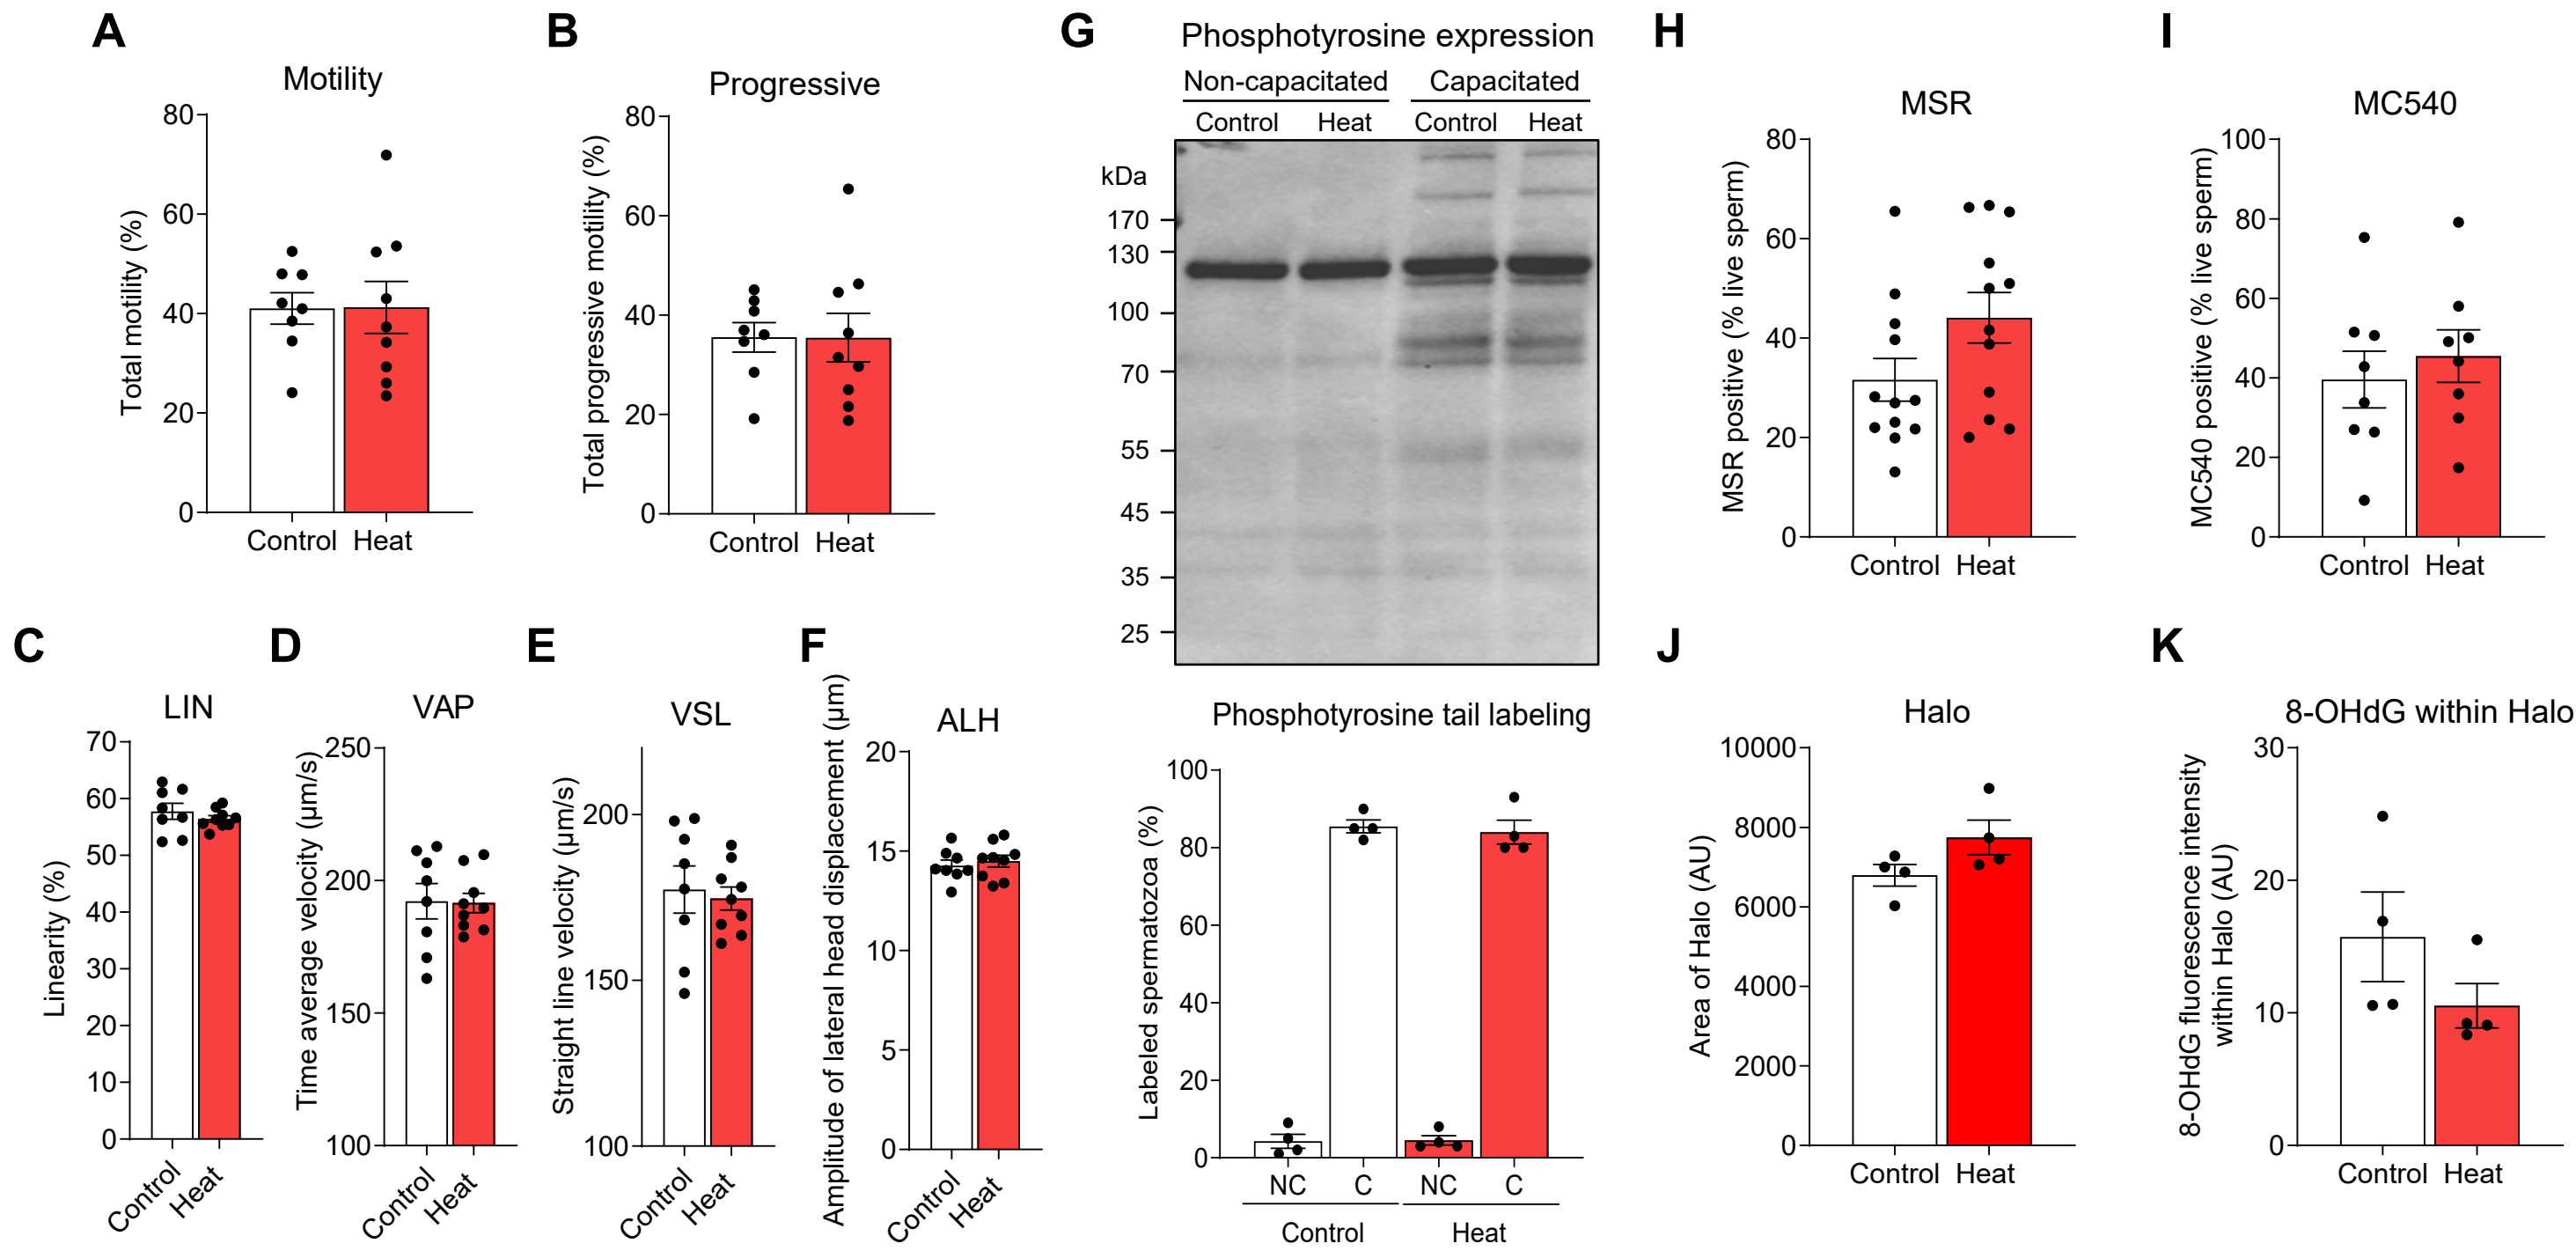 A
Motility
Total motility (%)
80
60
40
20
0
Control Heat
B
Progressive
Total progressive motility (%)
80
60
40
20
0
Control Heat
C
LIN
Linearity (%)
70
60
50
40
30
20
10
0
Control
Heat
D
VAP
Time average velocity (µm/s)
250
200
150
100
Control
Heat
E
VSL
Straight line velocity (µm/s)
200
150
100
Control
Heat
F
ALH
Amplitude of lateral head displacement (µm)
20
15
10
5
0
Control
Heat
G
Phosphotyrosine expression
Non-capacitated Capacitated
Control Heat Control Heat
kDa
170
130
100
70
55
45
35
25
Phosphotyrosine tail labeling
Labeled spermatozoa (%)
100
80
60
40
20
0
NC C NC C
Control Heat
H
MSR
MSR positive (% live sperm)
80
60
40
20
0
Control Heat
I
MC540
MC540 positive (% live sperm)
100
80
60
40
20
0
Control Heat
J
Halo
Area of Halo (AU)
10000
8000
6000
4000
2000
0
Control Heat
K
8-OHdG within Halo
8-OHdG fluorescence intensity
within Halo (AU)
30
20
10
0
Control Heat